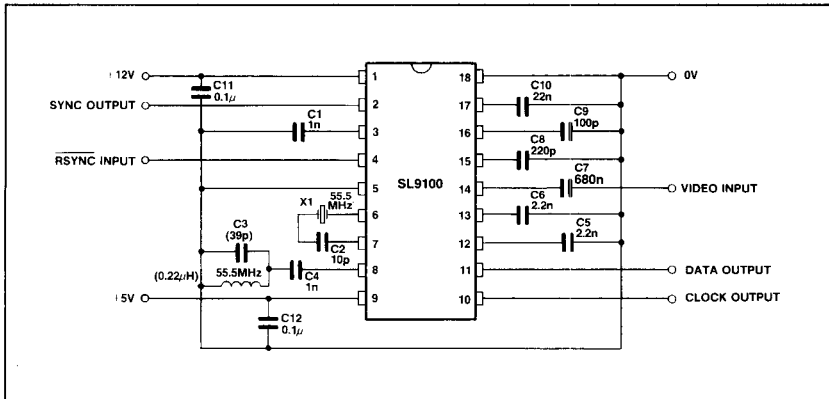 +12V
SYNC OUTPUT
RSYNC INPUT
+5V
C11
0.1μ
C1
1n
X1
55.5
MHz
C2
10p
C3
(39p)
(0.22μH)
55.5MHz
C4
1n
C12
0.1μ
1
2
3
4
5
6
7
8
9
SL9100
18
17
16
15
14
13
12
11
10
C10
22n
C9
100p
C8
220p
C7
680n
C6
2.2n
C5
2.2n
0V
VIDEO INPUT
DATA OUTPUT
CLOCK OUTPUT